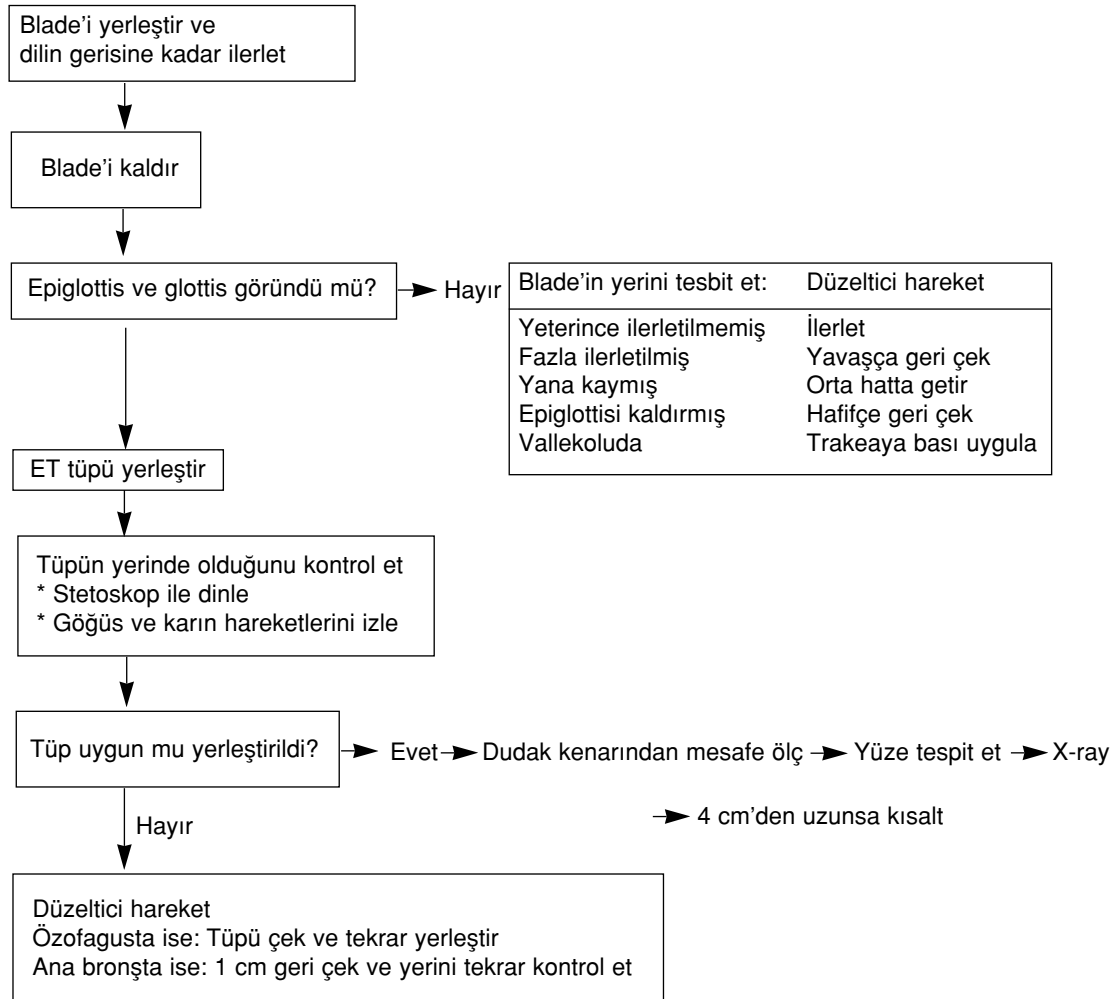 Blade’i yerleştir ve
dilin gerisine kadar ilerlet
Blade’i kaldır
Epiglottis ve glottis göründü mü?
Hayır
Blade’in yerini tesbit et: Düzeltici hareket
Yeterince ilerletilmemiş İlerlet
Fazla ilerletilmiş Yavaşça geri çek
Yana kaymış Orta hatta getir
Epiglottisi kaldırmış Hafifçe geri çek
Vallekoluda Trakeaya bası uygula
ET tüpü yerleştir
Tüpün yerinde olduğunu kontrol et
* Stetoskop ile dinle
* Göğüs ve karın hareketlerini izle
Tüp uygun mu yerleştirildi?
Evet Dudak kenarından mesafe ölç Yüze tespit et X-ray
4 cm’den uzunsa kısalt
Hayır
Düzeltici hareket
Özofagusta ise: Tüpü çek ve tekrar yerleştir
Ana bronşta ise: 1 cm geri çek ve yerini tekrar kontrol et